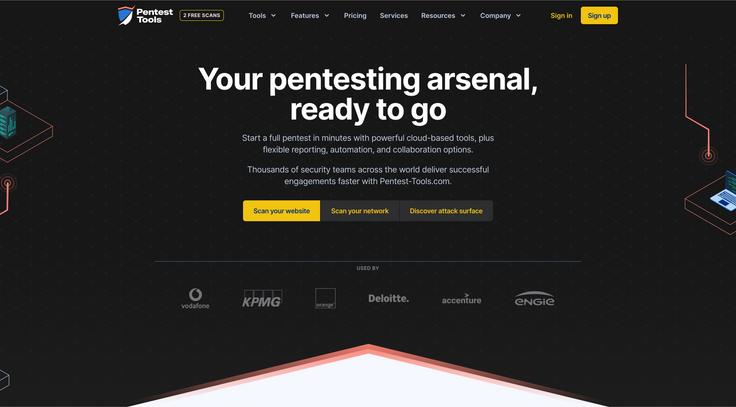 Pentest
Tools
2 FREE SCANS
Tools
Features
Pricing
Services
Resources
Company
Sign in
Sign up
Your pentesting arsenal,
ready to go
Start a full pentest in minutes with powerful cloud-based tools, plus
flexible reporting, automation, and collaboration options.
Thousands of security teams across the world deliver successful
engagements faster with Pentest-Tools.com.
Scan your website
Scan your network
Discover attack surface
USED BY
vodafone
KPMG
orange
Deloitte.
accenture
ENGIE